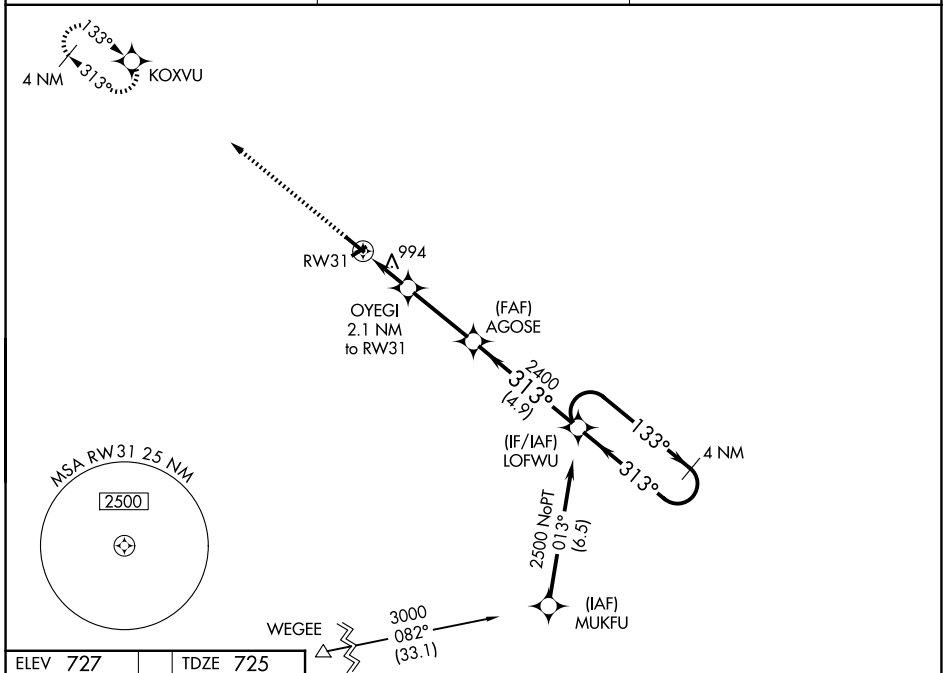 133°
313°
4 NM
KOXVU
RW31
994
OYEGI
2.1 NM
to RW31
(FAF)
AGOSE
2400
313°
(4.9)
(IF/IAF)
LOFWU
133°
313°
4 NM
MSA RW31 25 NM
2500
2500 NoPT
013°
(6.5)
(IAF)
MUKFU
WEGEE
3000
082°
(33.1)
ELEV 727
TDZE 725